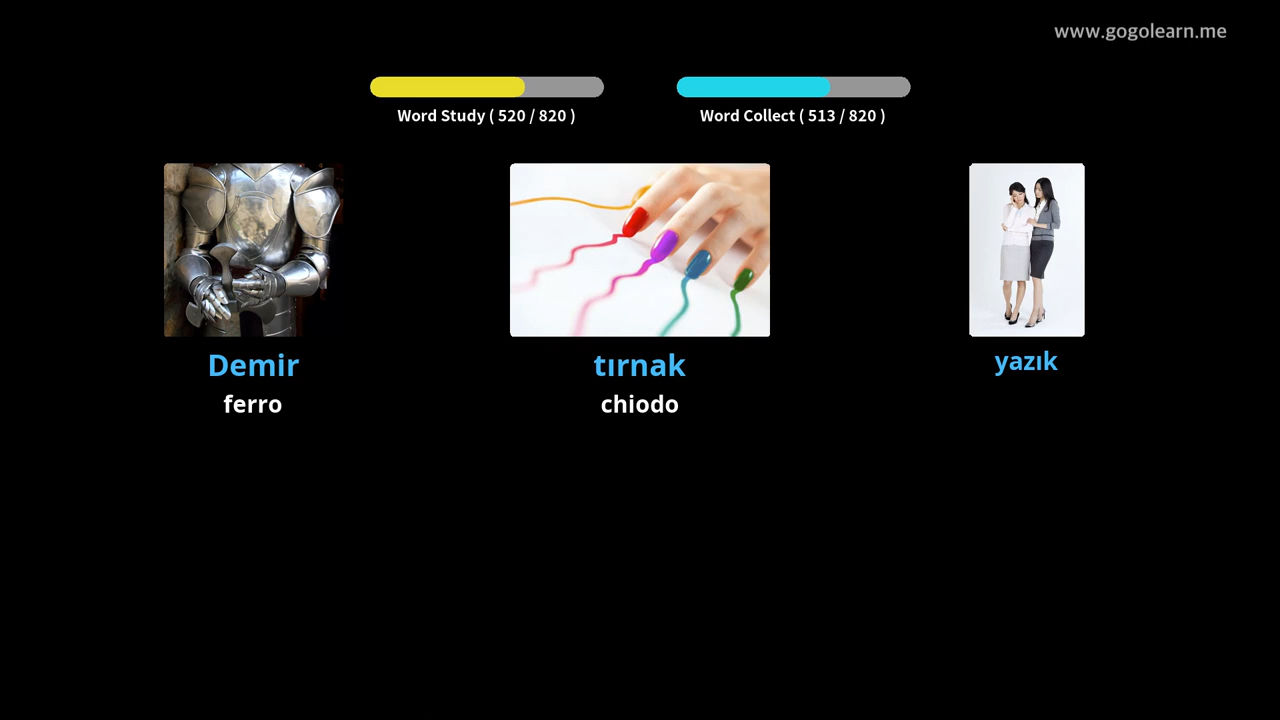 www.gogolearn.me
Word Study ( 520 / 820 )
Word Collect ( 513 / 820 )
Demir
ferro
tırnak
chiodo
yazık